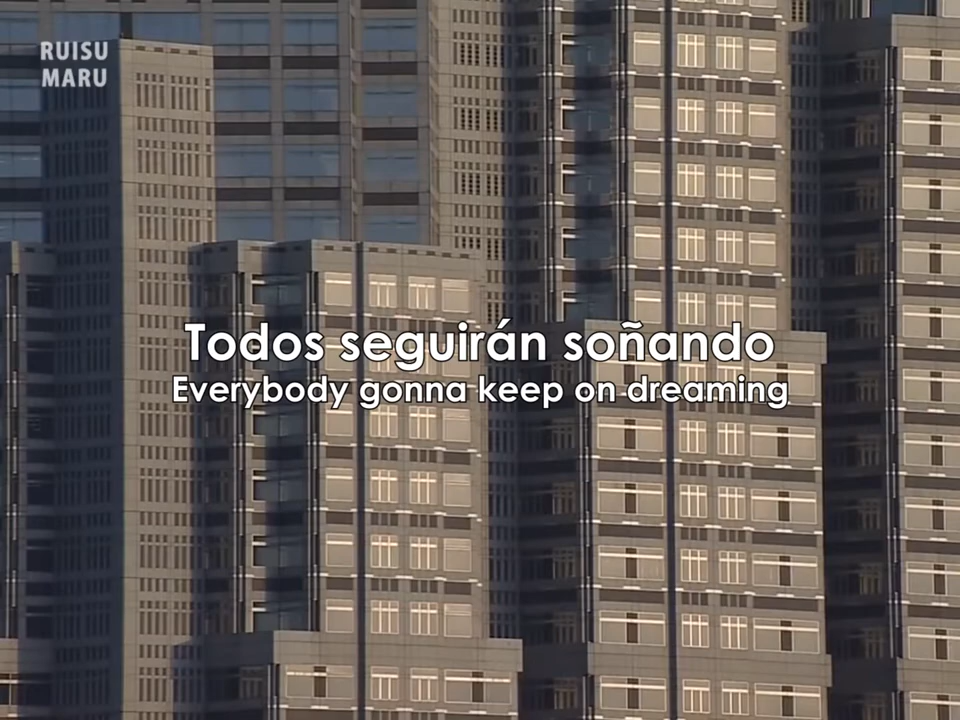 RUISU
MARU
Todos seguirán soñando
Everybody gonna keep on dreaming